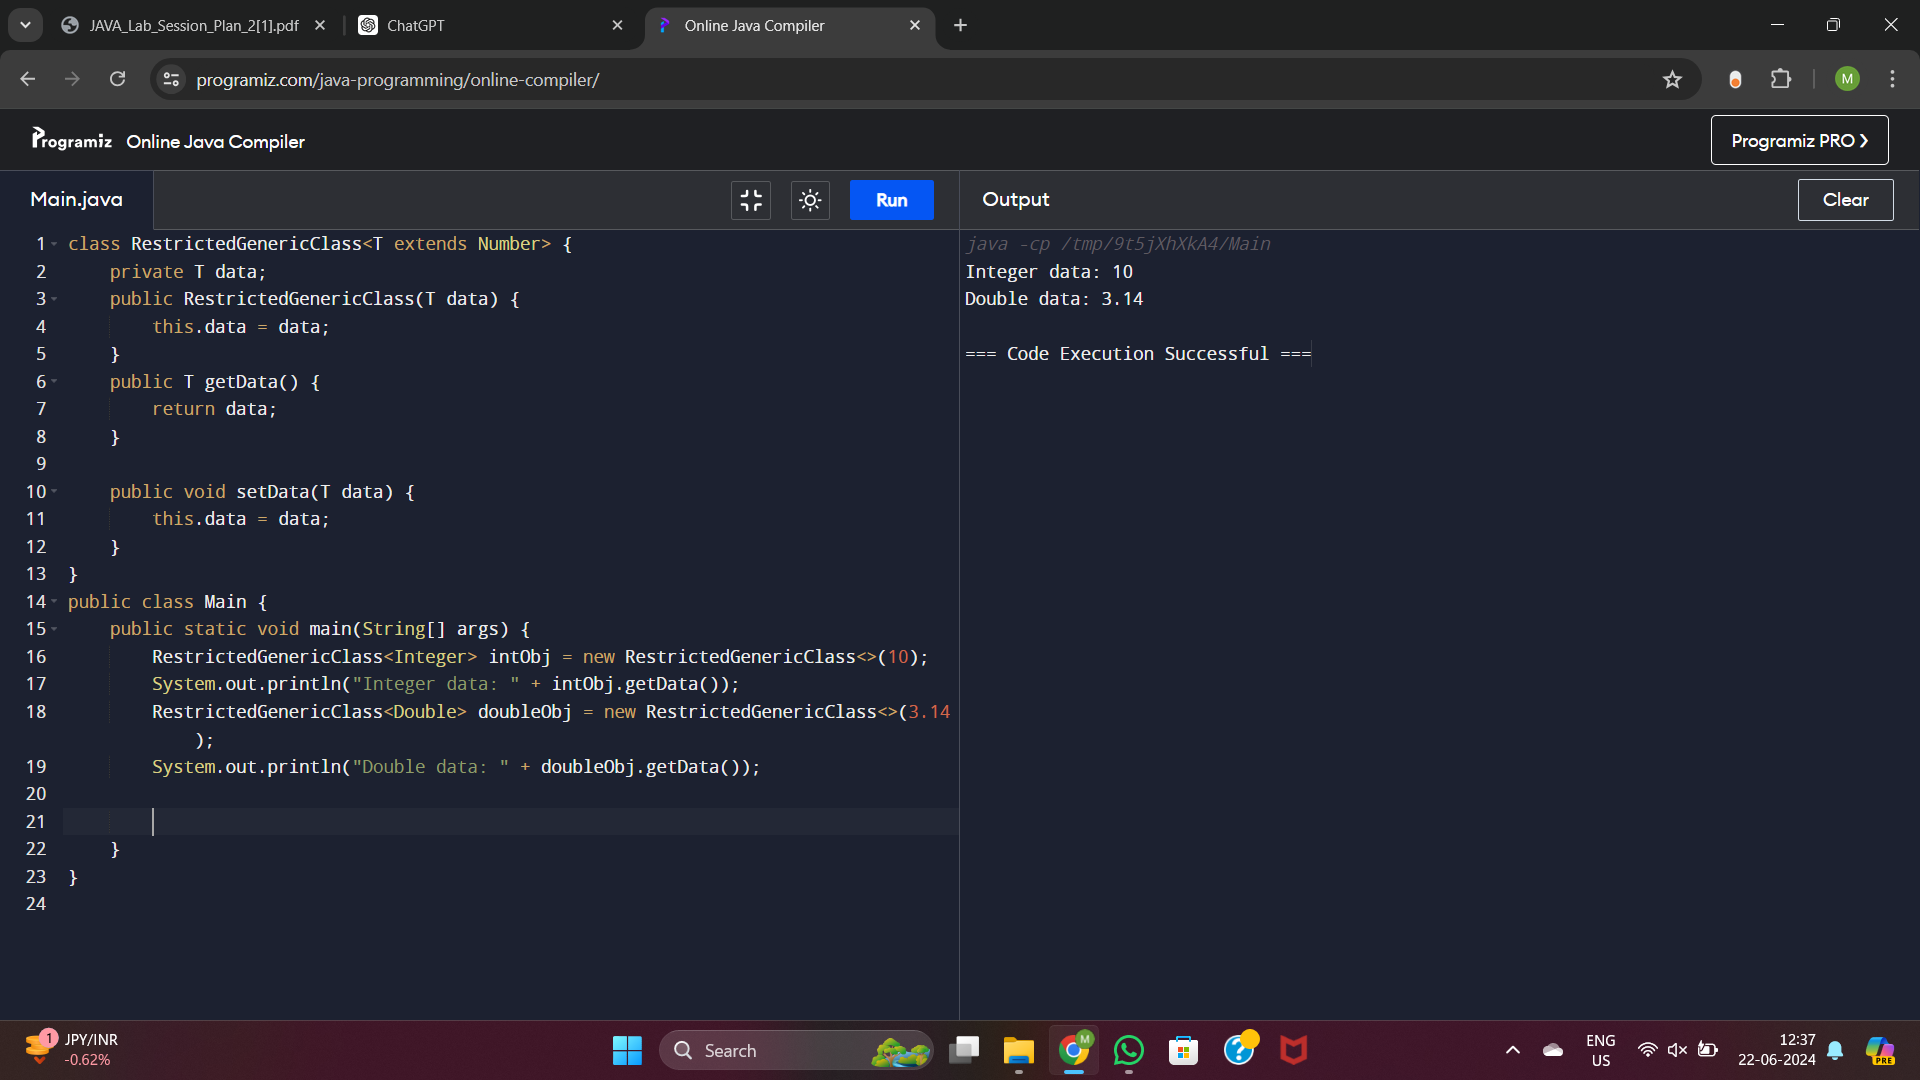 JAVA_Lab_Session_Plan_2[1].pdf
ChatGPT
Online Java Compiler
programiz.com/java-programming/online-compiler/
M
Programiz Online Java Compiler
Programiz PRO
Main.java
Run
Output
Clear
1 class RestrictedGenericClass<T extends Number> {
2 private T data;
3 public RestrictedGenericClass(T data) {
4 this.data = data;
5 }
6 public T getData() {
7 return data;
8 }
9
10 public void setData(T data) {
11 this.data = data;
12 }
13 }
14 public class Main {
15 public static void main(String[] args) {
16 RestrictedGenericClass<Integer> intObj = new RestrictedGenericClass<>(10);
17 System.out.println("Integer data: " + intObj.getData());
18 RestrictedGenericClass<Double> doubleObj = new RestrictedGenericClass<>(3.14
);
19 System.out.println("Double data: " + doubleObj.getData());
20
21
22 }
23 }
24
java -cp /tmp/9t5jXhXkA4/Main
Integer data: 10
Double data: 3.14
=== Code Execution Successful ===
1
JPY/INR
-0.62%
Search
M
ENG
US
12:37
22-06-2024
PRE